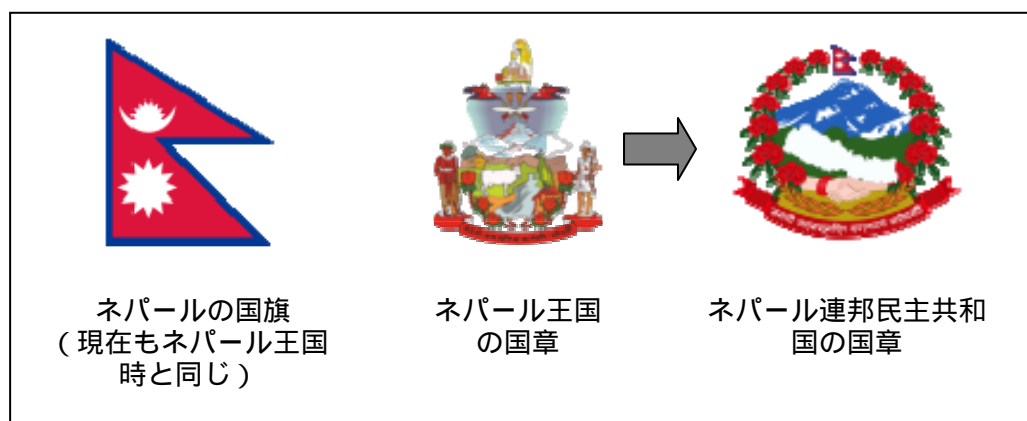 ネパールの国旗
（現在もネパール王国
時と同じ）
ネパール王国
の国章
ネパール連邦民主共和
国の国章